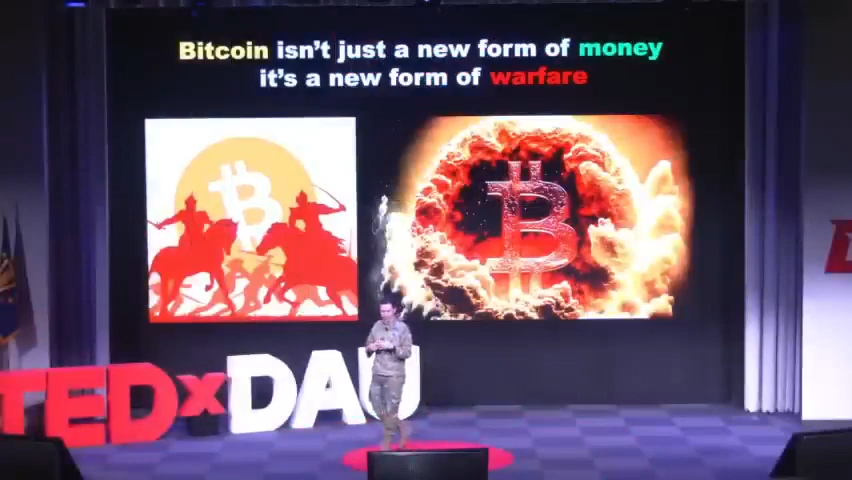 Bitcoin isn't just a new form of money
it's a new form of warfare
TEDxDAU